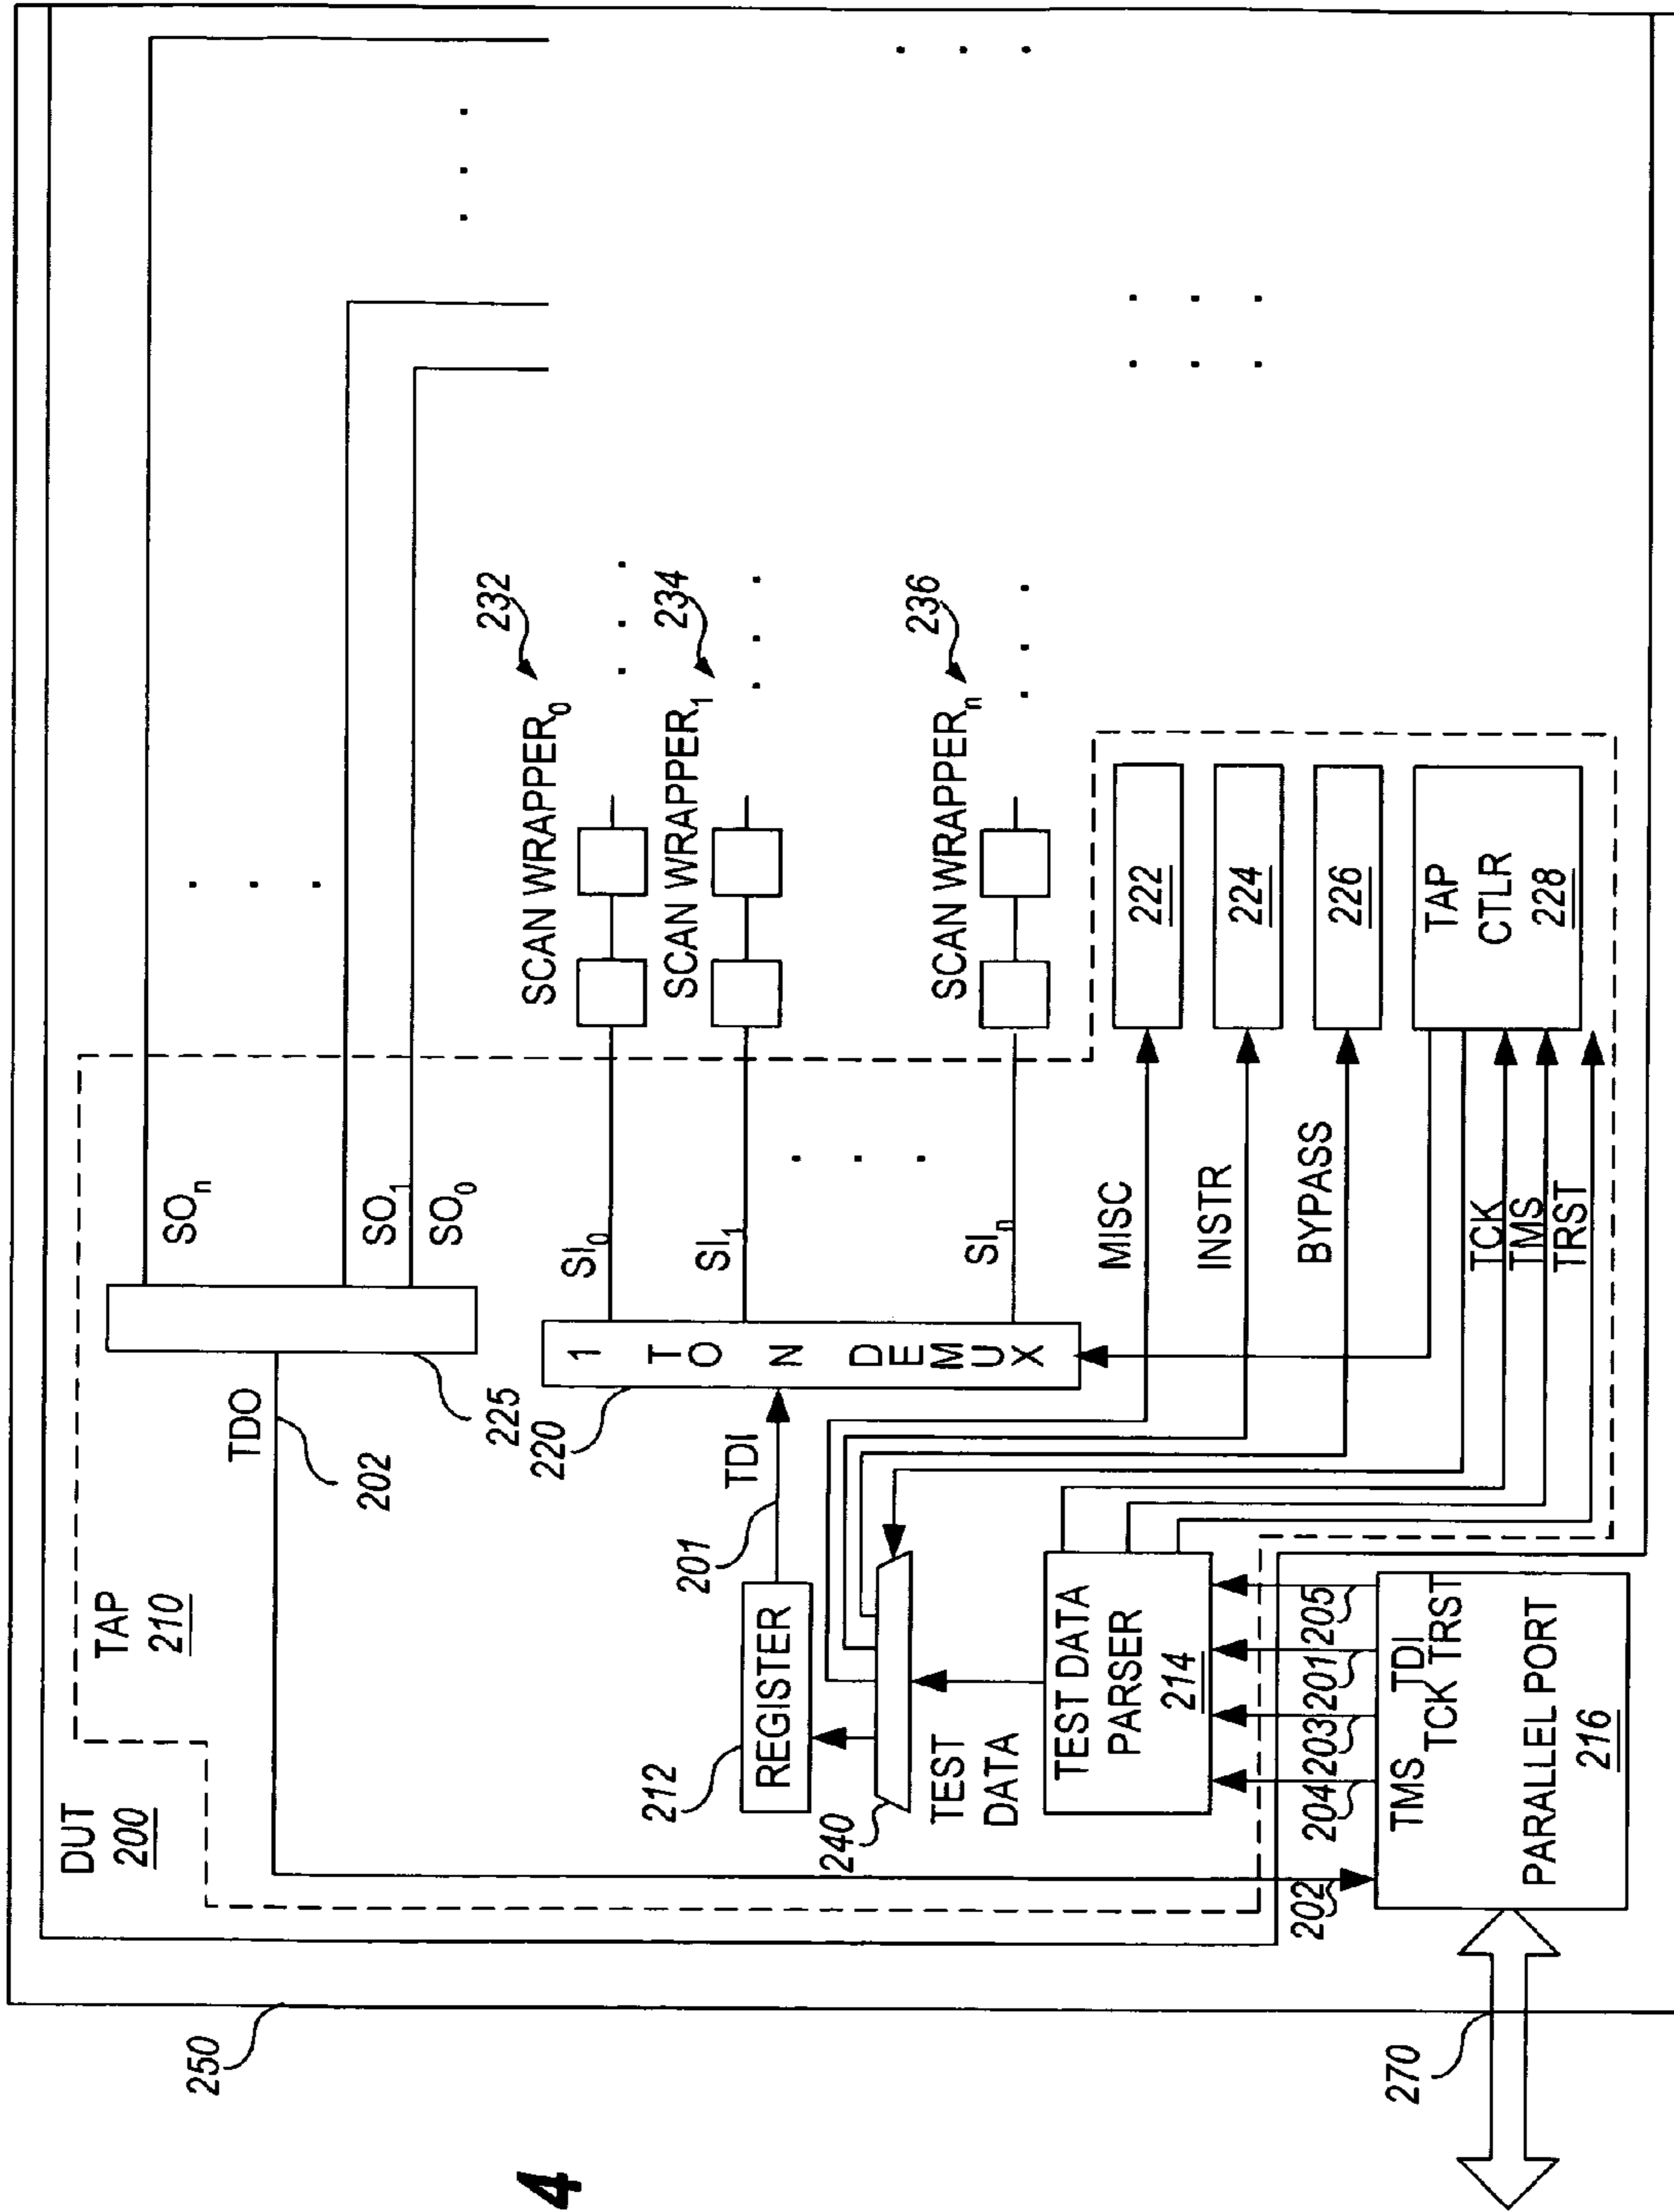 250
DUT
200
TAP
210
TDO
202
SOn
SO1
SO0
225
220
1 TO N DEMUX
212
REGISTER
201
TDI
SI0
SI1
SIn
SCAN WRAPPER0
232
SCAN WRAPPER1
234
SCAN WRAPPERn
236
240
TEST
DATA
TEST DATA
PARSER
214
MISC
INSTR
BYPASS
222
224
226
TCK
TMS
TRST
TAP
CTLR
228
202
204
203
201
205
TMS
TCK
TDI
TRST
PARALLEL PORT
216
270
4